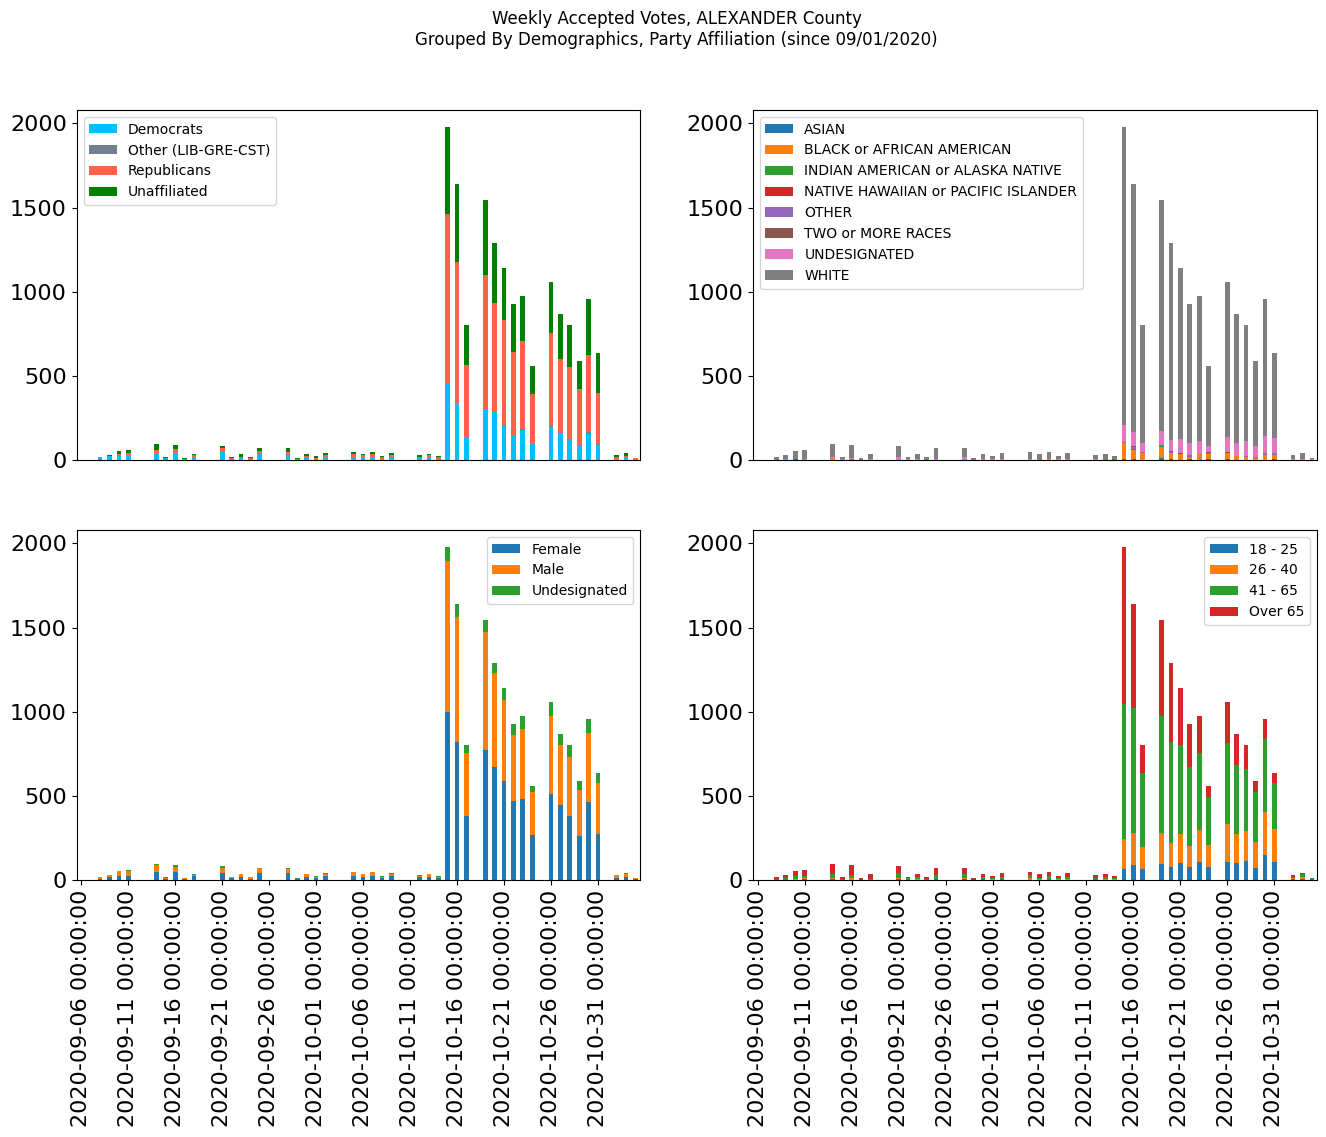 Weekly Accepted Votes, ALEXANDER County
Grouped By Demographics, Party Affiliation (since 09/01/2020)
2000
1500
1000
500
0
Democrats
Other (LIB-GRE-CST)
Republicans
Unaffiliated
2000
1500
1000
500
0
ASIAN
BLACK or AFRICAN AMERICAN
INDIAN AMERICAN or ALASKA NATIVE
NATIVE HAWAIIAN or PACIFIC ISLANDER
OTHER
TWO or MORE RACES
UNDESIGNATED
WHITE
2000
1500
1000
500
0
Female
Male
Undesignated
2020-09-06 00:00:00
2020-09-11 00:00:00
2020-09-16 00:00:00
2020-09-21 00:00:00
2020-09-26 00:00:00
2020-10-01 00:00:00
2020-10-06 00:00:00
2020-10-11 00:00:00
2020-10-16 00:00:00
2020-10-21 00:00:00
2020-10-26 00:00:00
2020-10-31 00:00:00
2000
1500
1000
500
0
18 - 25
26 - 40
41 - 65
Over 65
2020-09-06 00:00:00
2020-09-11 00:00:00
2020-09-16 00:00:00
2020-09-21 00:00:00
2020-09-26 00:00:00
2020-10-01 00:00:00
2020-10-06 00:00:00
2020-10-11 00:00:00
2020-10-16 00:00:00
2020-10-21 00:00:00
2020-10-26 00:00:00
2020-10-31 00:00:00